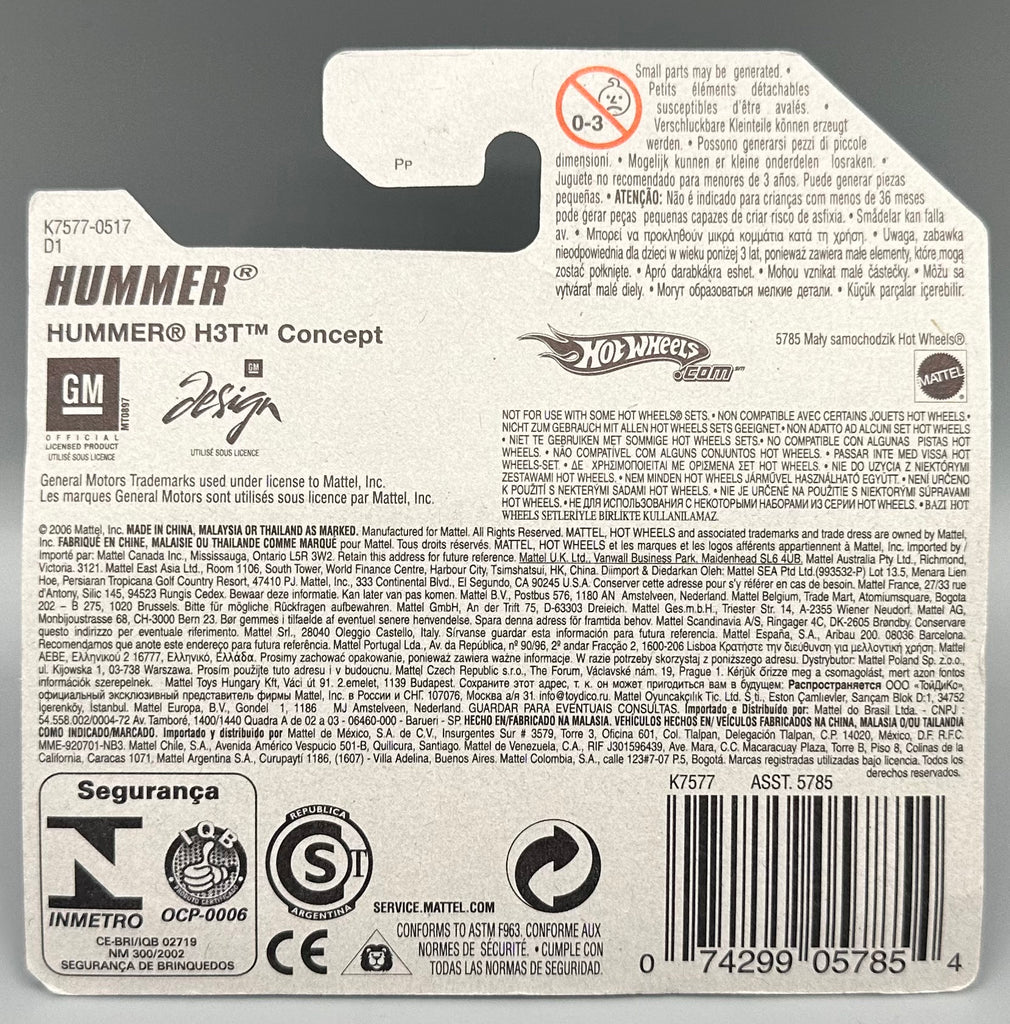 Small parts may be generated. •
Petits éléments détachables
susceptibles d'être avalés. •
0-3
Verschluckbare Kleinteile können erzeugt
werden. • Possono generarsi pezzi di piccole
dimensioni. • Mogelijk kunnen er kleine onderdelen losraken. •
Juguete no recomendado para menores de 3 años. Puede generar piezas
pequeñas. • ATENÇÃO: Não é indicado para crianças com menos de 36 meses
pode gerar peças pequenas capazes de criar risco de asfixia. • Smådelar kan falla
av. • Μπορεί να προκληθούν μικρά κομμάτια κατά τη χρήση. • Uwaga, zabawka
nieodpowiednia dla dzieci w wieku poniżej 3 lat, ponieważ zawiera małe elementy, które mogą
zostać połknięte. • Apró darabkákra eshet. • Mohou vznikat malé částečky. • Môžu sa
vytvárať malé diely. • Могут образоваться мелкие детали. • Küçük parçalar içerebilir.
PP
K7577-0517
D1
HUMMER®
HUMMER® H3T™ Concept
GM
MT0897
OFFICIAL
LICENSED PRODUCT
UTILISÉ SOUS LICENCE
GM
Design
UTILISÉ SOUS LICENCE
General Motors Trademarks used under license to Mattel, Inc.
Les marques General Motors sont utilisés sous licence par Mattel, Inc.
HOT WHEELS
.com℠
5785 Mały samochodzik Hot Wheels®
MATTEL®
NOT FOR USE WITH SOME HOT WHEELS® SETS. • NON COMPATIBLE AVEC CERTAINS JOUETS HOT WHEELS.•
NICHT ZUM GEBRAUCH MIT ALLEN HOT WHEELS SETS GEEIGNET.• NON ADATTO AD ALCUNI SET HOT WHEELS
• NIET TE GEBRUIKEN MET SOMMIGE HOT WHEELS SETS.• NO COMPATIBLE CON ALGUNAS PISTAS HOT
WHEELS. • NÃO COMPATÍVEL COM ALGUNS CONJUNTOS HOT WHEELS. • PASSAR INTE MED VISSA HOT
WHEELS-SET. • ΔΕ ΧΡΗΣΙΜΟΠΟΙΕΙΤΑΙ ΜΕ ΟΡΙΣΜΕΝΑ ΣΕΤ HOT WHEELS. • NIE DO UŻYCIA Z NIEKTÓRYMI
ZESTAWAMI HOT WHEELS. • NEM MINDEN HOT WHEELS JÁRMŰVEL HASZNÁLHATÓ EGYÜTT. • NENÍ URČENO
K POUŽITÍ S NEKTERÝMI SADAMI HOT WHEELS. • NIE JE URČENÉ NA POUŽITIE S NIEKTORÝMI SÚPRAVAMI
HOT WHEELS. • НЕ ДЛЯ ИСПОЛЬЗОВАНИЯ С НЕКОТОРЫМИ НАБОРАМИ ИЗ СЕРИИ HOT WHEELS. • BAZI HOT
WHEELS SETLERİYLE BİRLİKTE KULLANILAMAZ.
© 2006 Mattel, Inc. MADE IN CHINA, MALAYSIA OR THAILAND AS MARKED. Manufactured for Mattel. All Rights Reserved. MATTEL, HOT WHEELS and associated trademarks and trade dress are owned by Mattel,
Inc. FABRIQUÉ EN CHINE, MALAISIE OU THAILANDE COMME MARQUÉ pour Mattel. Tous droits réservés. MATTEL, HOT WHEELS et les marques et les logos afférents appartiennent à Mattel, Inc. Imported by /
Importé par: Mattel Canada Inc., Mississauga, Ontario L5R 3W2. Retain this address for future reference. Mattel U.K. Ltd., Vanwall Business Park, Maidenhead SL6 4UB. Mattel Australia Pty Ltd., Richmond,
Victoria. 3121. Mattel East Asia Ltd., Room 1106, South Tower, World Finance Centre, Harbour City, Tsimshatsui, HK, China. Diimport & Diedarkan Oleh: Mattel SEA Ptd Ltd.(993532-P) Lot 13.5, Menara Lien
Hoe, Persiaran Tropicana Golf Country Resort, 47410 PJ. Mattel, Inc., 333 Continental Blvd., El Segundo, CA 90245 U.S.A. Conserver cette adresse pour s'y référer en cas de besoin. Mattel France, 27/33 rue
d'Antony, Silic 145, 94523 Rungis Cedex. Bewaar deze informatie. Kan later van pas komen. Mattel B.V., Postbus 576, 1180 AN Amstelveen, Nederland. Mattel Belgium, Trade Mart, Atomiumsquare, Bogota
202 – B 275, 1020 Brussels. Bitte für mögliche Rückfragen aufbewahren. Mattel GmbH, An der Trift 75, D-63303 Dreieich. Mattel Ges.m.b.H., Triester Str. 14, A-2355 Wiener Neudorf. Mattel AG,
Monbijoustrasse 68, CH-3000 Bern 23. Bør gemmes i tilfælde af eventuel senere henvendelse. Spara denna adress för framtida behov. Mattel Scandinavia A/S, Ringager 4C, DK-2605 Brøndby. Conservare
questo indirizzo per eventuale riferimento. Mattel Srl., 28040 Oleggio Castello, Italy. Sírvanse guardar esta información para futura referencia. Mattel España, S.A., Aribau 200. 08036 Barcelona.
Recomendamos que anote este endereço para futura referência. Mattel Portugal Lda., Av. da República, nº 90/96, 2º andar Fracção 2, 1600-206 Lisboa Κρατήστε την διεύθυνση για μελλοντική χρήση. Mattel
AEBE, Ελληνικού 2 16777, Ελληνικό, Ελλάδα. Prosimy zachować opakowanie, ponieważ zawiera ważne informacje. W razie potrzeby skorzystaj z poniższego adresu. Dystrybutor: Mattel Poland Sp. z.o.o.,
ul. Kijowska 1, 03-738 Warszawa. Prosím použijte tuto adresu i v budoucnu. Mattel Czech Republic s.r.o., The Forum, Václavské nám. 19, Prague 1. Kérjük őrizze meg a csomagolást, mert azon fontos
információk szerepelnek. Mattel Toys Hungary Kft, Váci út 91. 2.emelet, 1139 Budapest. Сохраните этот адрес, т. к. он может пригодиться вам в будущем: Распространяется ООО «ТойДиКо»,
официальный эксклюзивный представитель фирмы Mattel, Inc. в России и СНГ, 107076, Москва а/я 31. info@toydico.ru. Mattel Oyuncakçilik Tic. Ltd. S¸ti., Eston Çamlievler, Sançam Blok D:1, 34752
Içerenköy, Istanbul. Mattel Europa, B.V., Gondel 1, 1186 MJ Amstelveen, Nederland. GUARDAR PARA EVENTUAIS CONSULTAS. Importado e Distribuído por: Mattel do Brasil Ltda. - CNPJ :
54.558.002/0004-72 Av. Tamboré, 1400/1440 Quadra A de 02 a 03 - 06460-000 - Barueri - SP. HECHO EN/FABRICADO NA MALASIA. VEHÍCULOS HECHOS EN/ VEÍCULOS FABRICADOS NA CHINA, MALASIA O/OU TAILANDIA
COMO INDICADO/MARCADO. Importado y distribuido por Mattel de México, S.A. de C.V., Insurgentes Sur # 3579, Torre 3, Oficina 601, Col. Tlalpan, Delegación Tlalpan, C.P. 14020, México, D.F. R.F.C.
MME-920701-NB3. Mattel Chile, S.A., Avenida Américo Vespucio 501-B, Quilicura, Santiago. Mattel de Venezuela, C.A., RIF J301596439, Ave. Mara, C.C. Macaracuay Plaza, Torre B, Piso 8, Colinas de la
California, Caracas 1071. Mattel Argentina S.A., Curupaytí 1186, (1607) - Villa Adelina, Buenos Aires. Mattel Colombia, S.A., calle 123#7-07 P.5, Bogotá. Marcas registradas utilizadas bajo licencia. Todos los
derechos reservados.
Segurança
INMETRO
IQB
PRODUTO CERTIFICADO
OCP-0006
CE-BRI/IQB 02719
NM 300/2002
SEGURANÇA DE BRINQUEDOS
REPUBLICA
S T
ARGENTINA
CE
SERVICE.MATTEL.COM
CONFORMS TO ASTM F963. CONFORME AUX
NORMES DE SÉCURITÉ. • CUMPLE CON
TODAS LAS NORMAS DE SEGURIDAD.
K7577 ASST. 5785
0 74299 05785 4